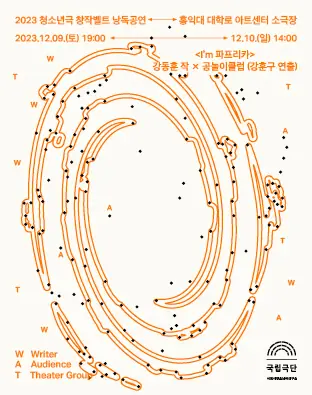 2023 청소년극 창작벨트 낭독공연 ⟷ 홍익대 대학로 아트센터 소극장
2023.12.09.(토) 19:00 ⟷ 12.10.(일) 14:00
<I'm 파프리카>
강동훈 작 × 공놀이클럽 (강훈구 연출)
W
T
T
W
A
W
T
A
T
A
T
W
W
A
W Writer
A Audience
T Theater Group
국립극단